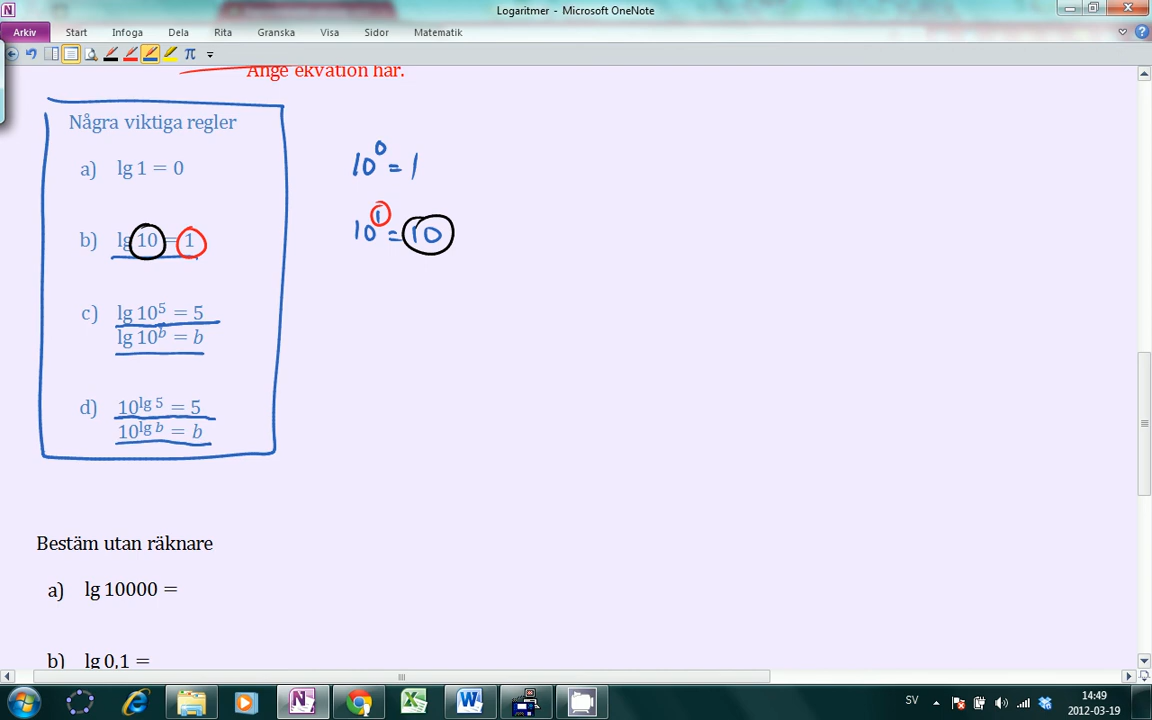 Logaritmer - Microsoft OneNote
Arkiv Start Infoga Dela Rita Granska Visa Sidor Matematik
Ange ekvation här.
Några viktiga regler
a) lg 1 = 0
10⁰ = 1
b) lg 10 = 1
10¹ = 10
c) lg 10⁵ = 5
lg 10ᵇ = b
d) 10^{lg 5} = 5
10^{lg b} = b
Bestäm utan räknare
a) lg 10000 =
b) lg 0,1 =
SV 14:49
2012-03-19